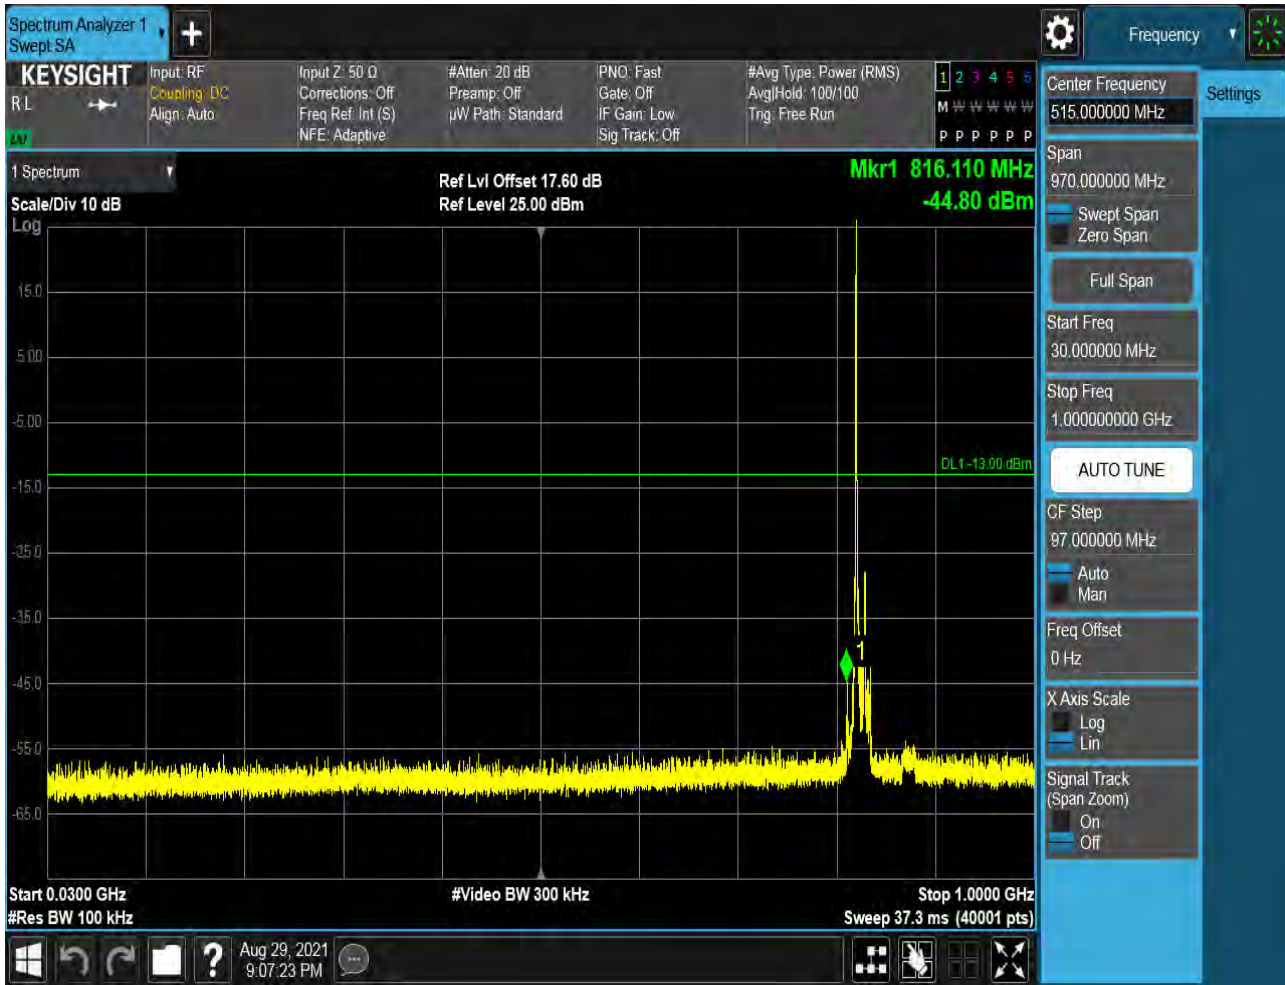 Spectrum Analyzer 1
Swept SA
Frequency
KEYSIGHT
R L
Input: RF
Coupling: DC
Align: Auto
Input Z: 50 Ω
Corrections: Off
Freq Ref: Int (S)
NFE: Adaptive
#Atten: 20 dB
Preamp: Off
µW Path: Standard
PNO: Fast
Gate: Off
IF Gain: Low
Sig Track: Off
#Avg Type: Power (RMS)
Avg|Hold: 100/100
Trig: Free Run
1 2 3 4 5 6
M W W W W W
P P P P P P
1 Spectrum
Scale/Div 10 dB
Log
Ref Lvl Offset 17.60 dB
Ref Level 25.00 dBm
Mkr1 816.110 MHz
-44.80 dBm
15.0
5.00
-5.00
-15.0
-25.0
-35.0
-45.0
-55.0
-65.0
DL1 -13.00 dBm
1
Start 0.0300 GHz
#Res BW 100 kHz
#Video BW 300 kHz
Stop 1.0000 GHz
Sweep 37.3 ms (40001 pts)
Aug 29, 2021
9:07:23 PM
Center Frequency
515.000000 MHz
Settings
Span
970.000000 MHz
Swept Span
Zero Span
Full Span
Start Freq
30.000000 MHz
Stop Freq
1.000000000 GHz
AUTO TUNE
CF Step
97.000000 MHz
Auto
Man
Freq Offset
0 Hz
X Axis Scale
Log
Lin
Signal Track
(Span Zoom)
On
Off